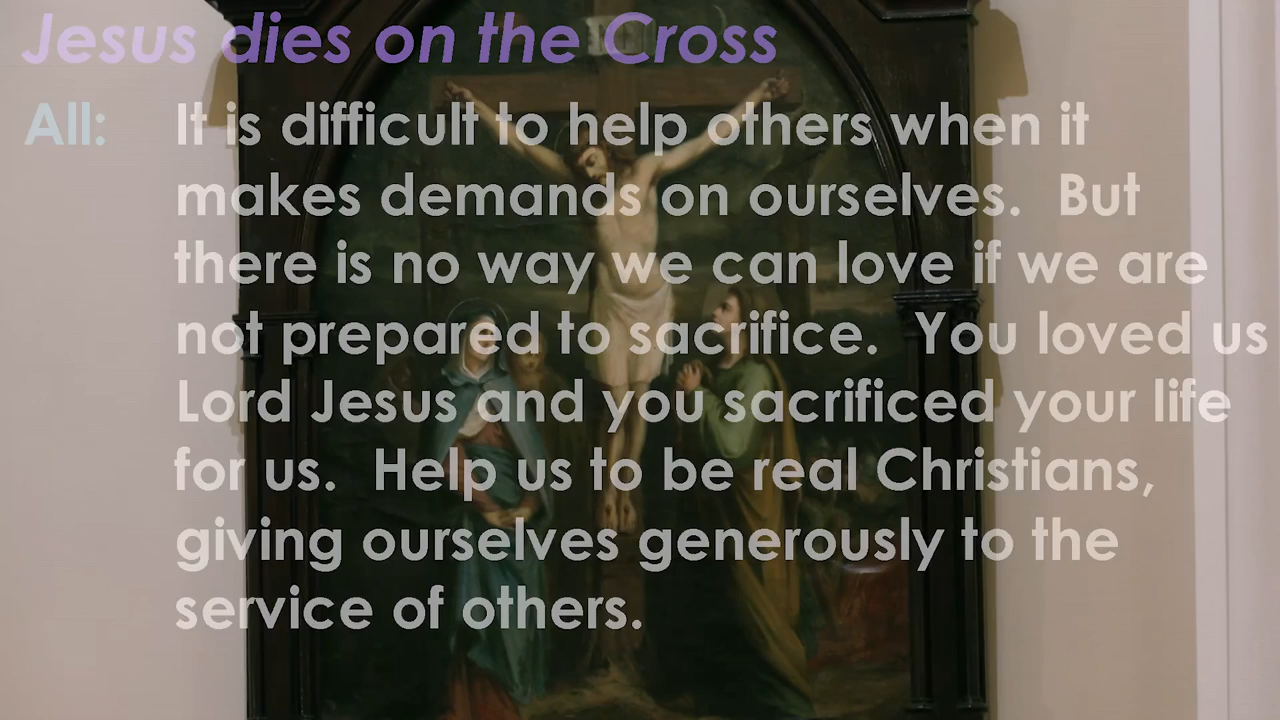 Jesus dies on the Cross
All: It is difficult to help others when it
makes demands on ourselves.  But
there is no way we can love if we are
not prepared to sacrifice.  You loved us
Lord Jesus and you sacrificed your life
for us.  Help us to be real Christians,
giving ourselves generously to the
service of others.